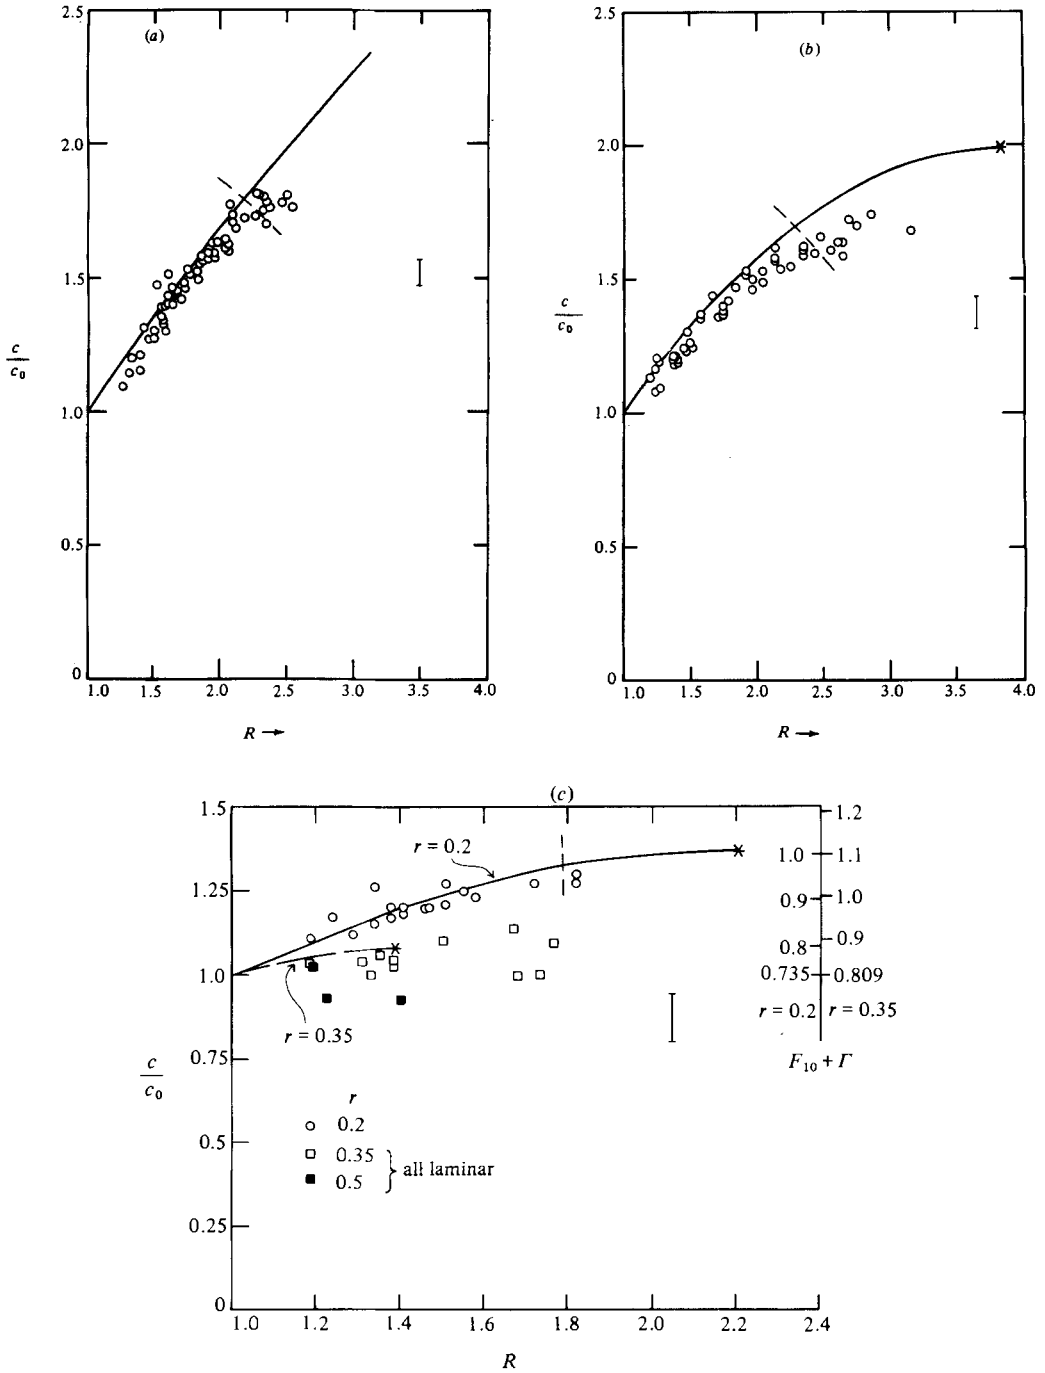 (a)
2.5
2.0
1.5
1.0
0.5
0
c
c₀
1.0 1.5 2.0 2.5 3.0 3.5 4.0
R →
(b)
2.5
2.0
1.5
1.0
0.5
0
c
c₀
1.0 1.5 2.0 2.5 3.0 3.5 4.0
R →
(c)
1.5
1.25
1.0
0.75
0.5
0.25
0
c
c₀
r = 0.2
r = 0.35
r
0.2
0.35
0.5
all laminar
1.2
1.0 1.1
0.9 1.0
0.8 0.9
0.735 0.809
r = 0.2 r = 0.35
F₁₀ + Γ
1.0 1.2 1.4 1.6 1.8 2.0 2.2 2.4
R